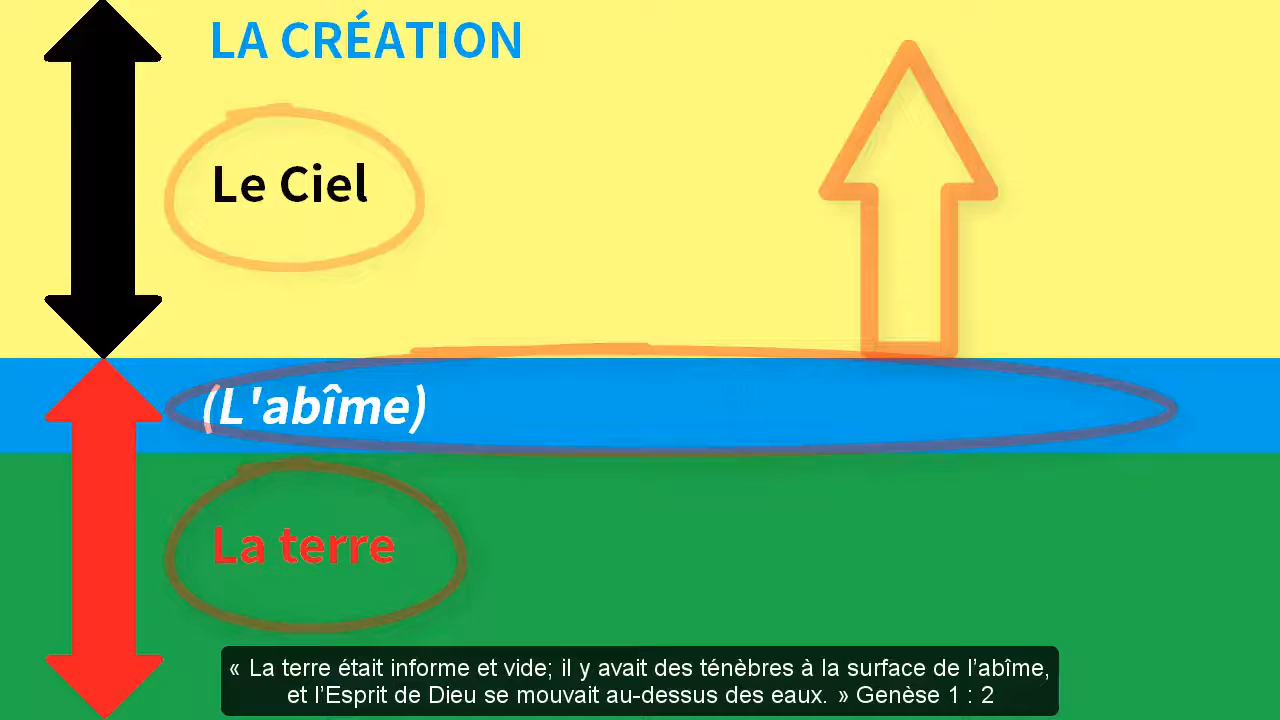 LA CRÉATION
Le Ciel
(L'abîme)
La terre
« La terre était informe et vide; il y avait des ténèbres à la surface de l’abîme,
et l’Esprit de Dieu se mouvait au-dessus des eaux. » Genèse 1 : 2